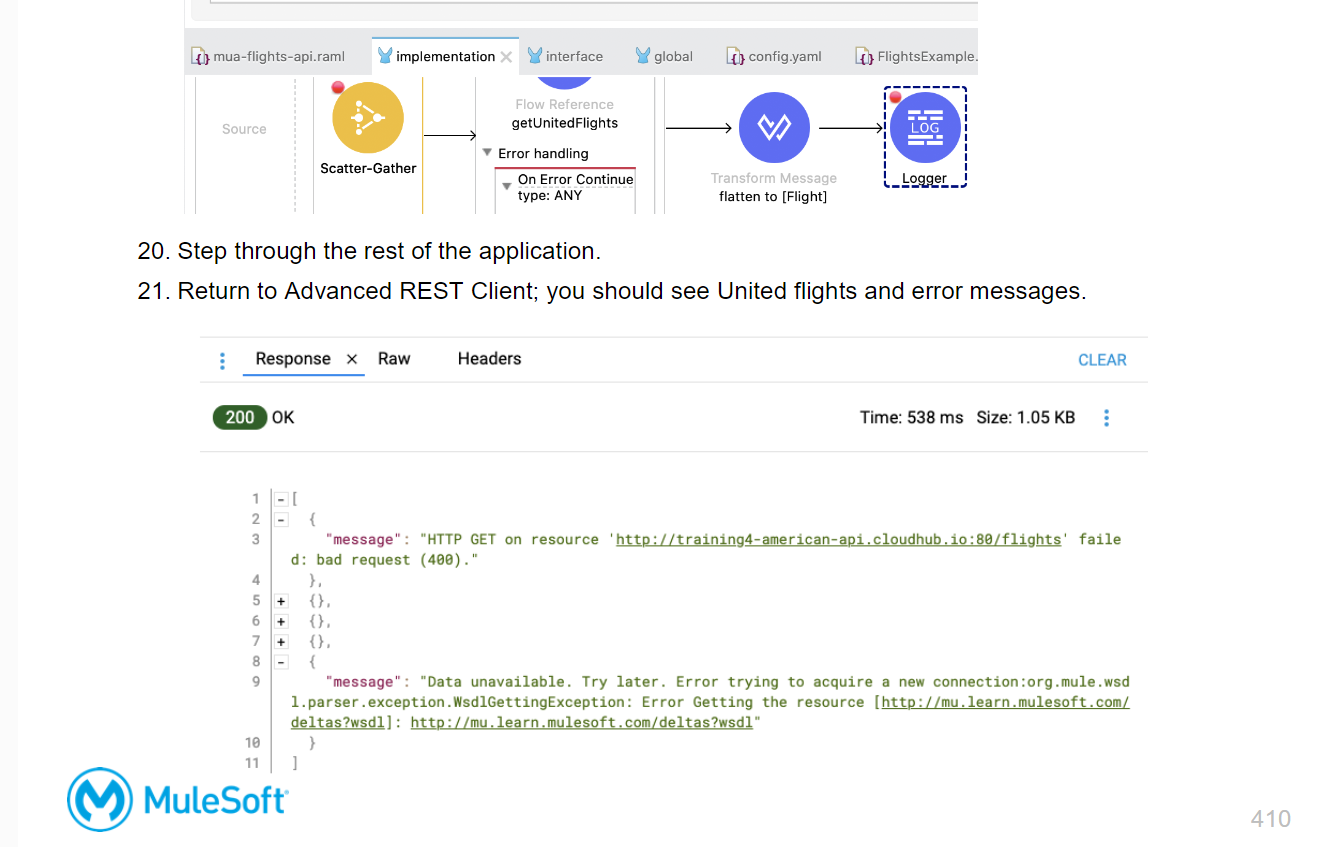 mua-flights-api.raml implementation interface global config.yaml FlightsExample.
Source
Scatter-Gather
Flow Reference
getUnitedFlights
Error handling
On Error Continue
type: ANY
Transform Message
flatten to [Flight]
LOG
Logger
20. Step through the rest of the application.
21. Return to Advanced REST Client; you should see United flights and error messages.
Response × Raw Headers CLEAR
200 OK Time: 538 ms Size: 1.05 KB
1 - [
2 - {
3 "message": "HTTP GET on resource 'http://training4-american-api.cloudhub.io:80/flights' faile
d: bad request (400)."
4 },
5 + {},
6 + {},
7 + {},
8 - {
9 "message": "Data unavailable. Try later. Error trying to acquire a new connection:org.mule.wsd
l.parser.exception.WsdlGettingException: Error Getting the resource [http://mu.learn.mulesoft.com/
deltas?wsdl]: http://mu.learn.mulesoft.com/deltas?wsdl"
10 }
11 ]
MuleSoft
410